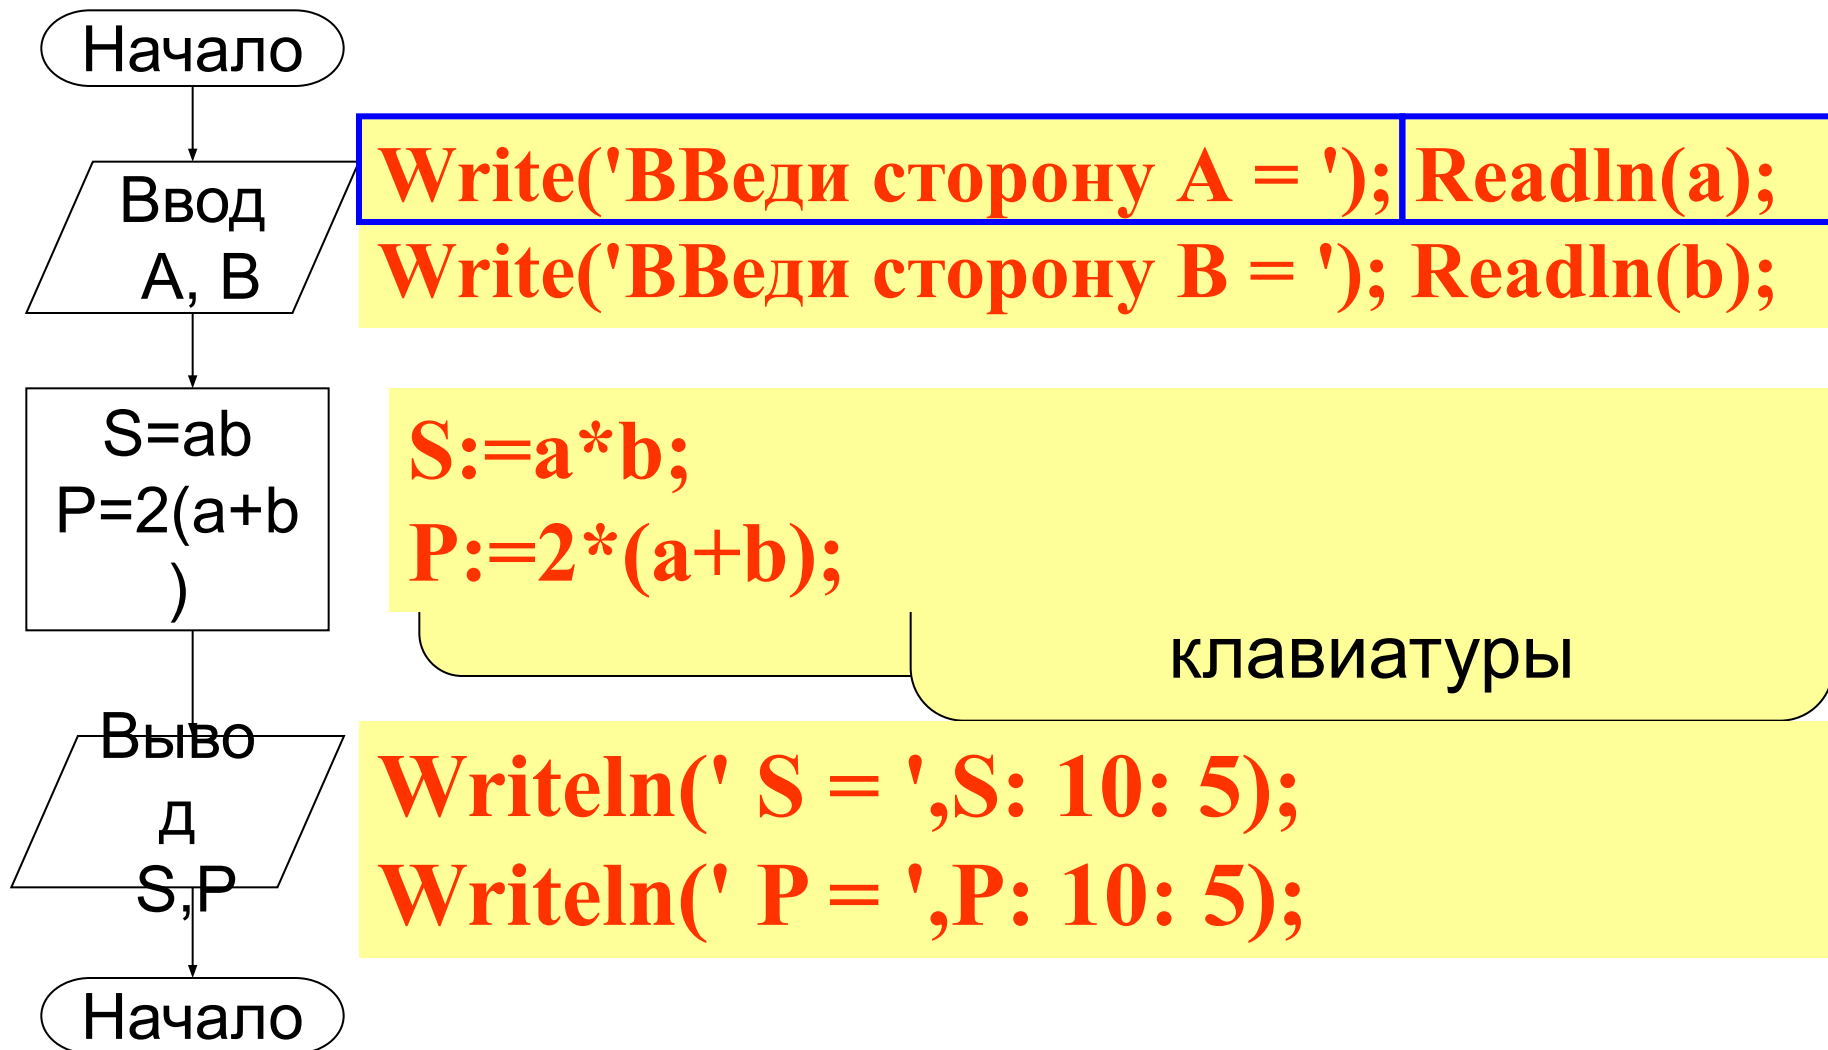 Начало
Ввод
А, В
Write('ВВеди сторону А = '); Readln(a);
Write('ВВеди сторону В = '); Readln(b);
S=ab
P=2(a+b
)
S:=a*b;
P:=2*(a+b);
клавиатуры
Выво
д
S,P
Writeln(' S = ',S: 10: 5);
Writeln(' P = ',P: 10: 5);
Начало